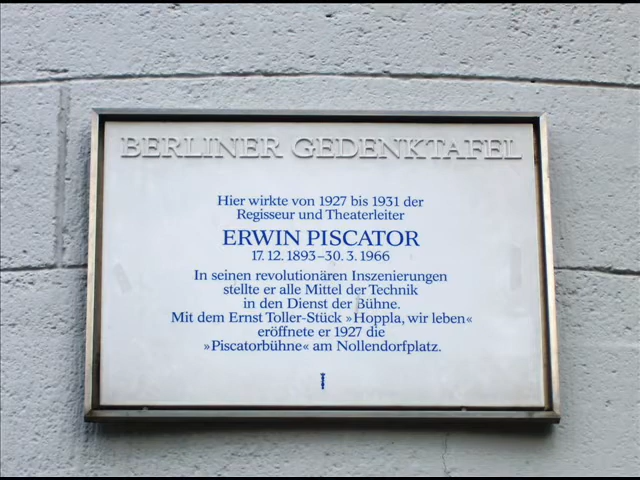 BERLINER GEDENKTAFEL
Hier wirkte von 1927 bis 1931 der
Regisseur und Theaterleiter
ERWIN PISCATOR
17. 12. 1893–30. 3. 1966
In seinen revolutionären Inszenierungen
stellte er alle Mittel der Technik
in den Dienst der Bühne.
Mit dem Ernst Toller-Stück »Hoppla, wir leben«
eröffnete er 1927 die
»Piscatorbühne« am Nollendorfplatz.